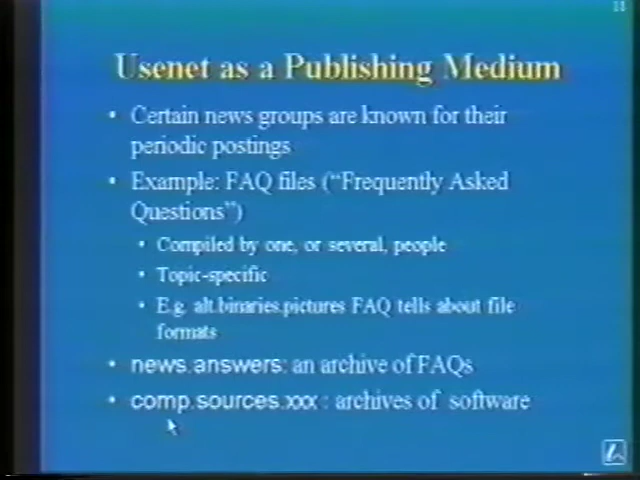 Usenet as a Publishing Medium
• Certain news groups are known for their
periodic postings
• Example: FAQ files ("Frequently Asked
Questions")
• Compiled by one, or several, people
• Topic-specific
• E.g. alt.binaries.pictures FAQ tells about file
formats
• news.answers: an archive of FAQs
• comp.sources.xxx : archives of software